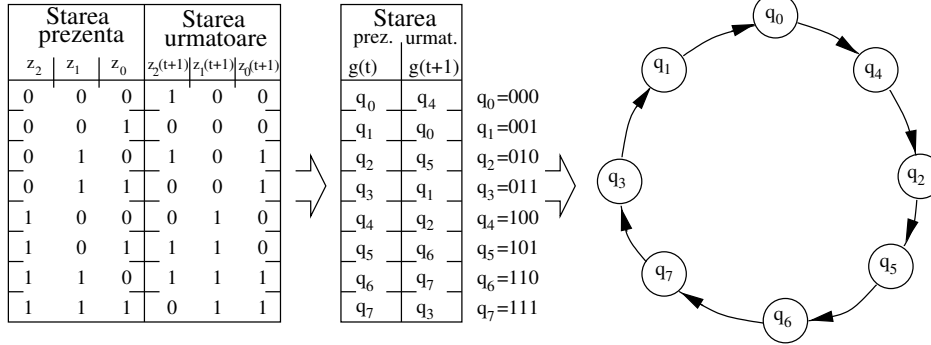 Starea prezenta Starea urmatoare
z2 z1 z0 z2(t+1) z1(t+1) z0(t+1)
0 0 0 1 0 0
0 0 1 0 0 0
0 1 0 1 0 1
0 1 1 0 0 1
1 0 0 0 1 0
1 0 1 1 1 0
1 1 0 1 1 1
1 1 1 0 1 1
Starea
prez. urmat.
g(t) g(t+1)
q0 q4 q0=000
q1 q0 q1=001
q2 q5 q2=010
q3 q1 q3=011
q4 q2 q4=100
q5 q6 q5=101
q6 q7 q6=110
q7 q3 q7=111
q0
q4
q2
q5
q6
q7
q3
q1